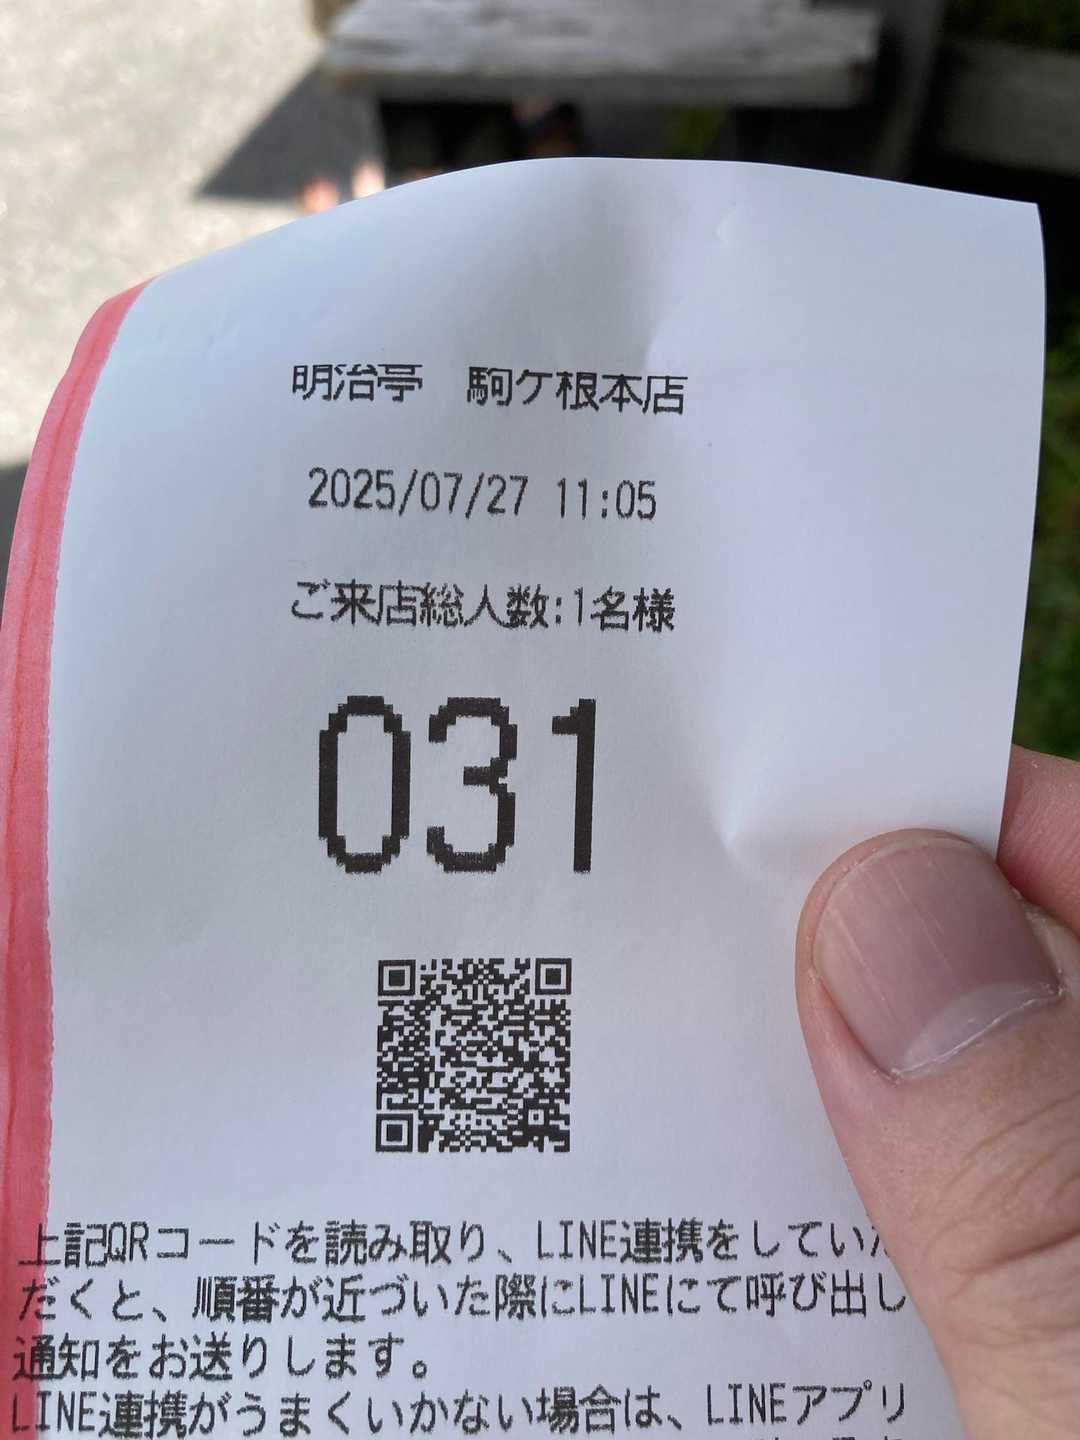 明治亭　駒ケ根本店
2025/07/27 11:05
ご来店総人数:1名様
031
上記QRコードを読み取り、LINE連携をしていた
だくと、順番が近づいた際にLINEにて呼び出し
通知をお送りします。
LINE連携がうまくいかない場合は、LINEアプリ